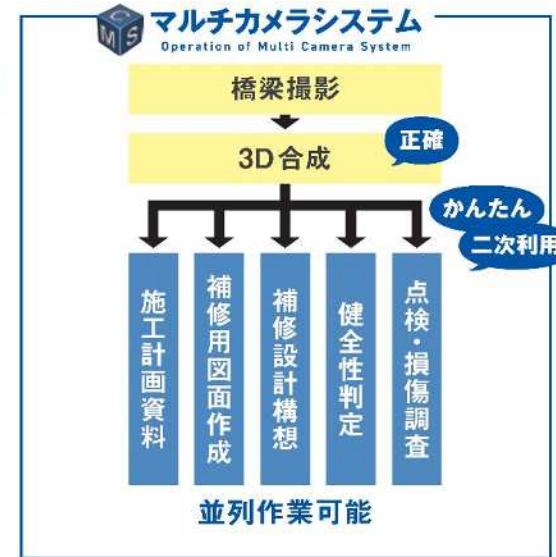 CMS
マルチカメラシステム
Operation of Multi Camera System
橋梁撮影
3D合成
正確
かんたん
二次利用
施工計画資料
補修用図面作成
補修設計構想
健全性判定
点検・損傷調査
並列作業可能